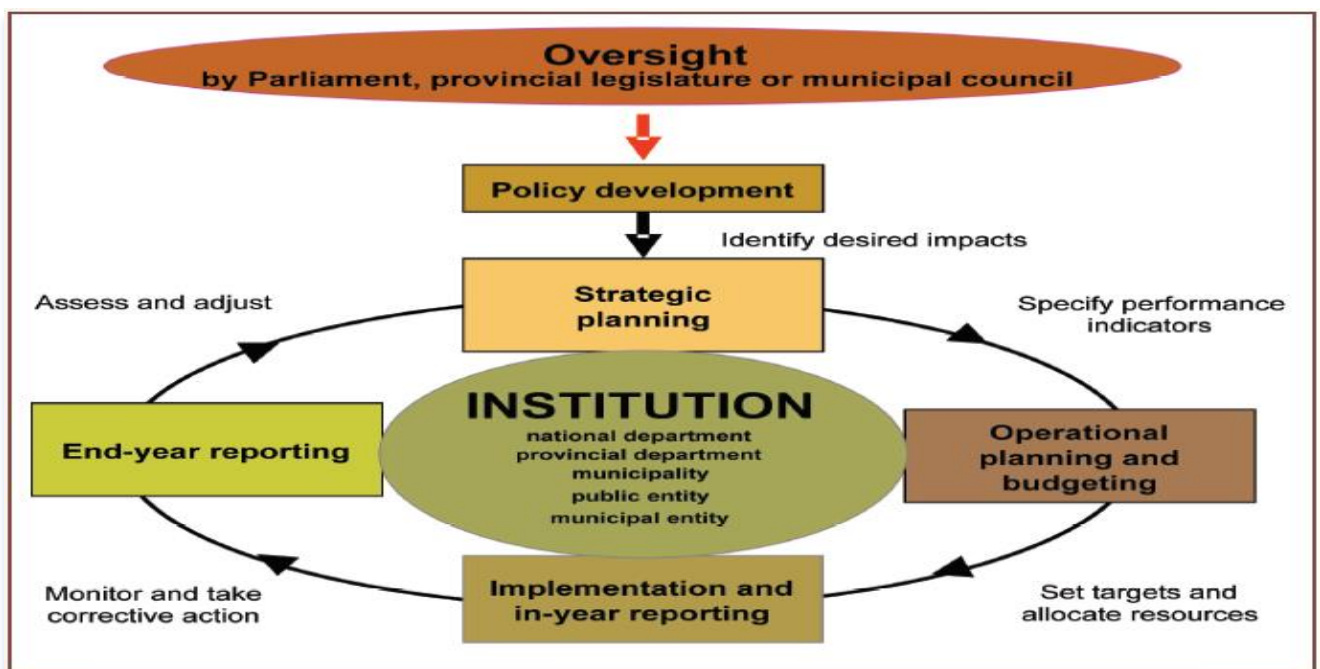 Oversight
by Parliament, provincial legislature or municipal council
Policy development
Identify desired impacts
Strategic
planning
Assess and adjust
Specify performance
indicators
INSTITUTION
national department
provincial department
municipality
public entity
municipal entity
End-year reporting
Operational
planning and
budgeting
Implementation and
in-year reporting
Monitor and take
corrective action
Set targets and
allocate resources